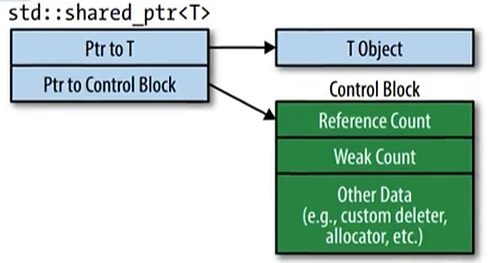 std::shared_ptr<T>
Ptr to T
T Object
Ptr to Control Block
Control Block
Reference Count
Weak Count
Other Data
(e.g., custom deleter,
allocator, etc.)